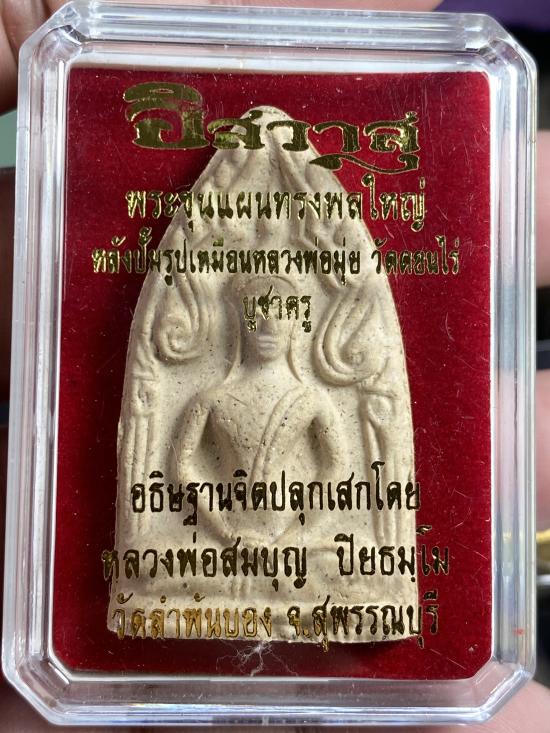 อิสวาสุ
พระขุนแผนทรงพลใหญ่
หลังปั๊มรูปเหมือนหลวงพ่อมุ่ย วัดดอนไร่
บูชาครู
อธิษฐานจิตปลุกเสกโดย
หลวงพ่อสมบุญ ปิยธมฺโม
วัดลำพันบอง จ.สุพรรณบุรี